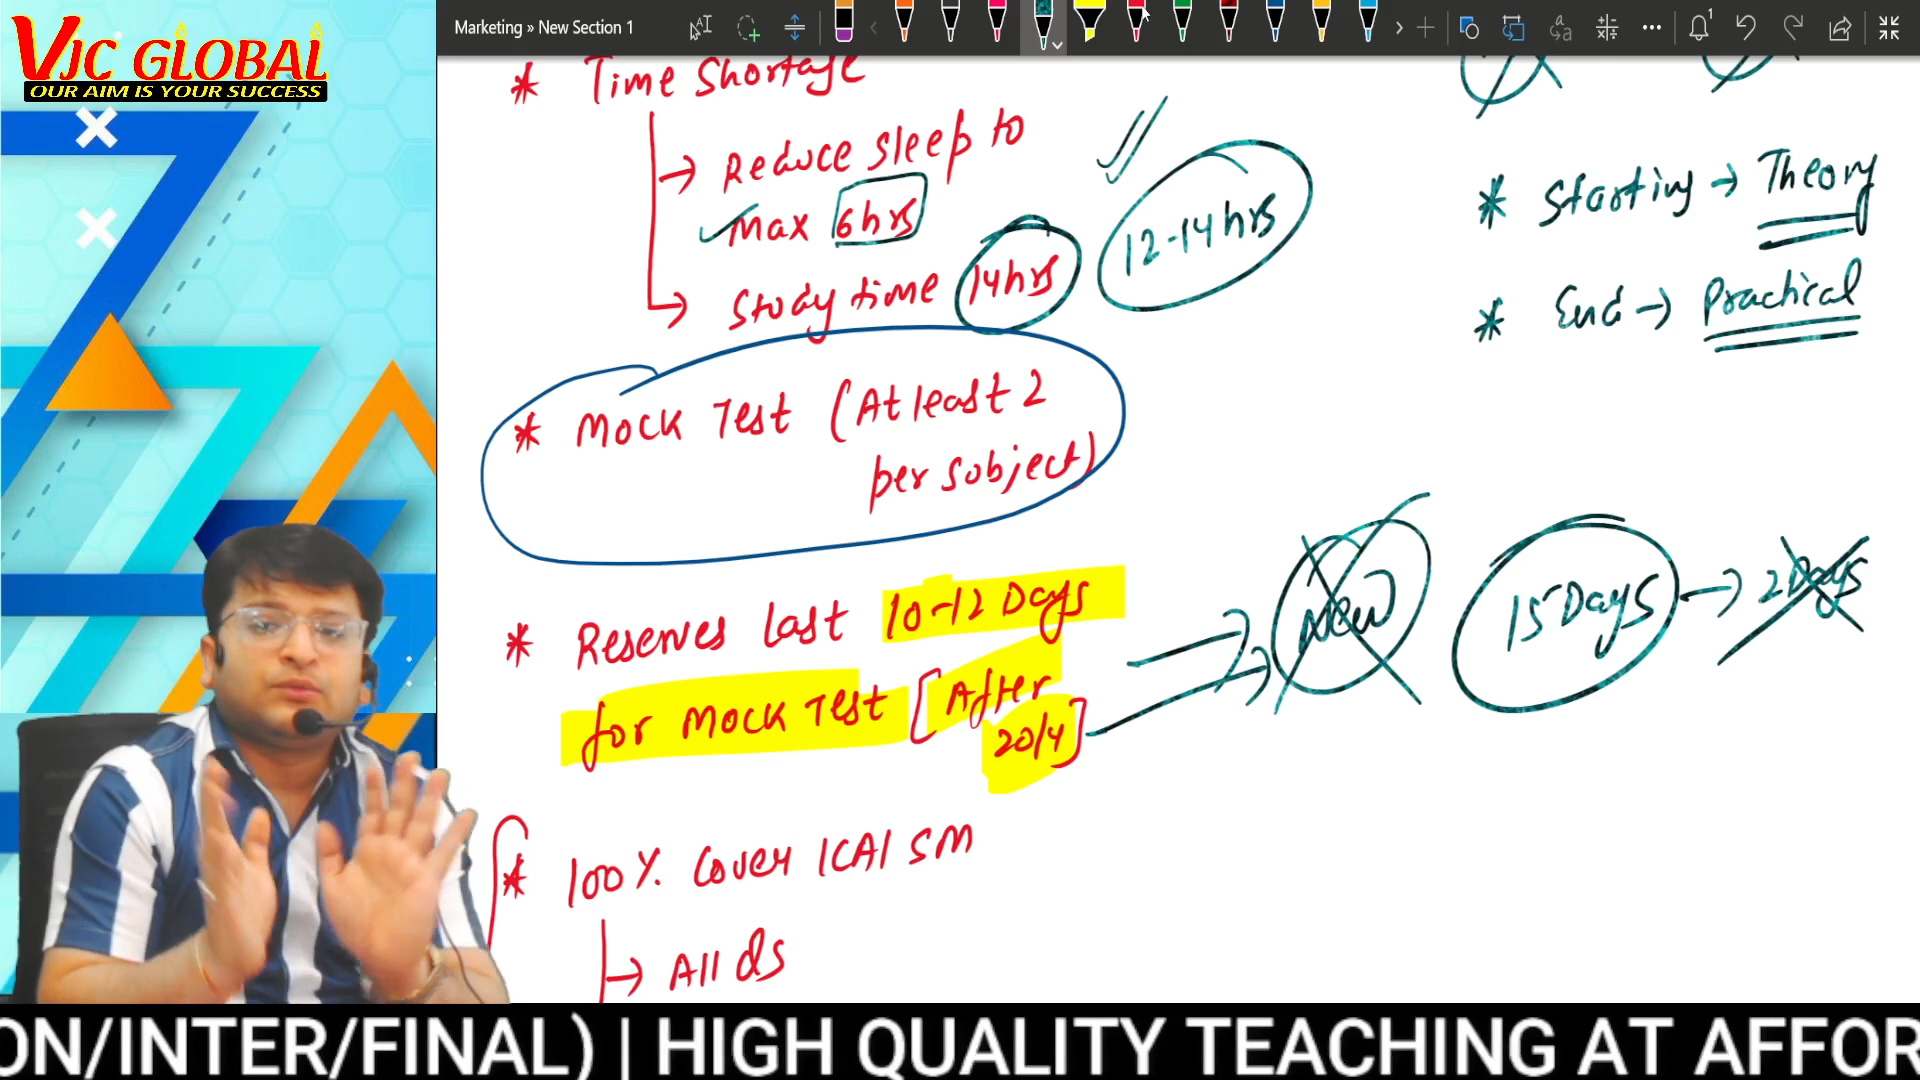 VJC GLOBAL
OUR AIM IS YOUR SUCCESS
Marketing » New Section 1
* Time Shortage
→ Reduce sleep to
Max 6hrs
→ Study time 14hrs
12-14hrs
* Mock Test (At least 2
per subject)
* Reserves last 10-12 Days
for Mock Test [After
20/4]
* 100% Cover ICAI SM
→ All ds
* Starting → Theory
* End → Practical
New
15 Days → 2 Days
ON/INTER/FINAL) | HIGH QUALITY TEACHING AT AFFOR